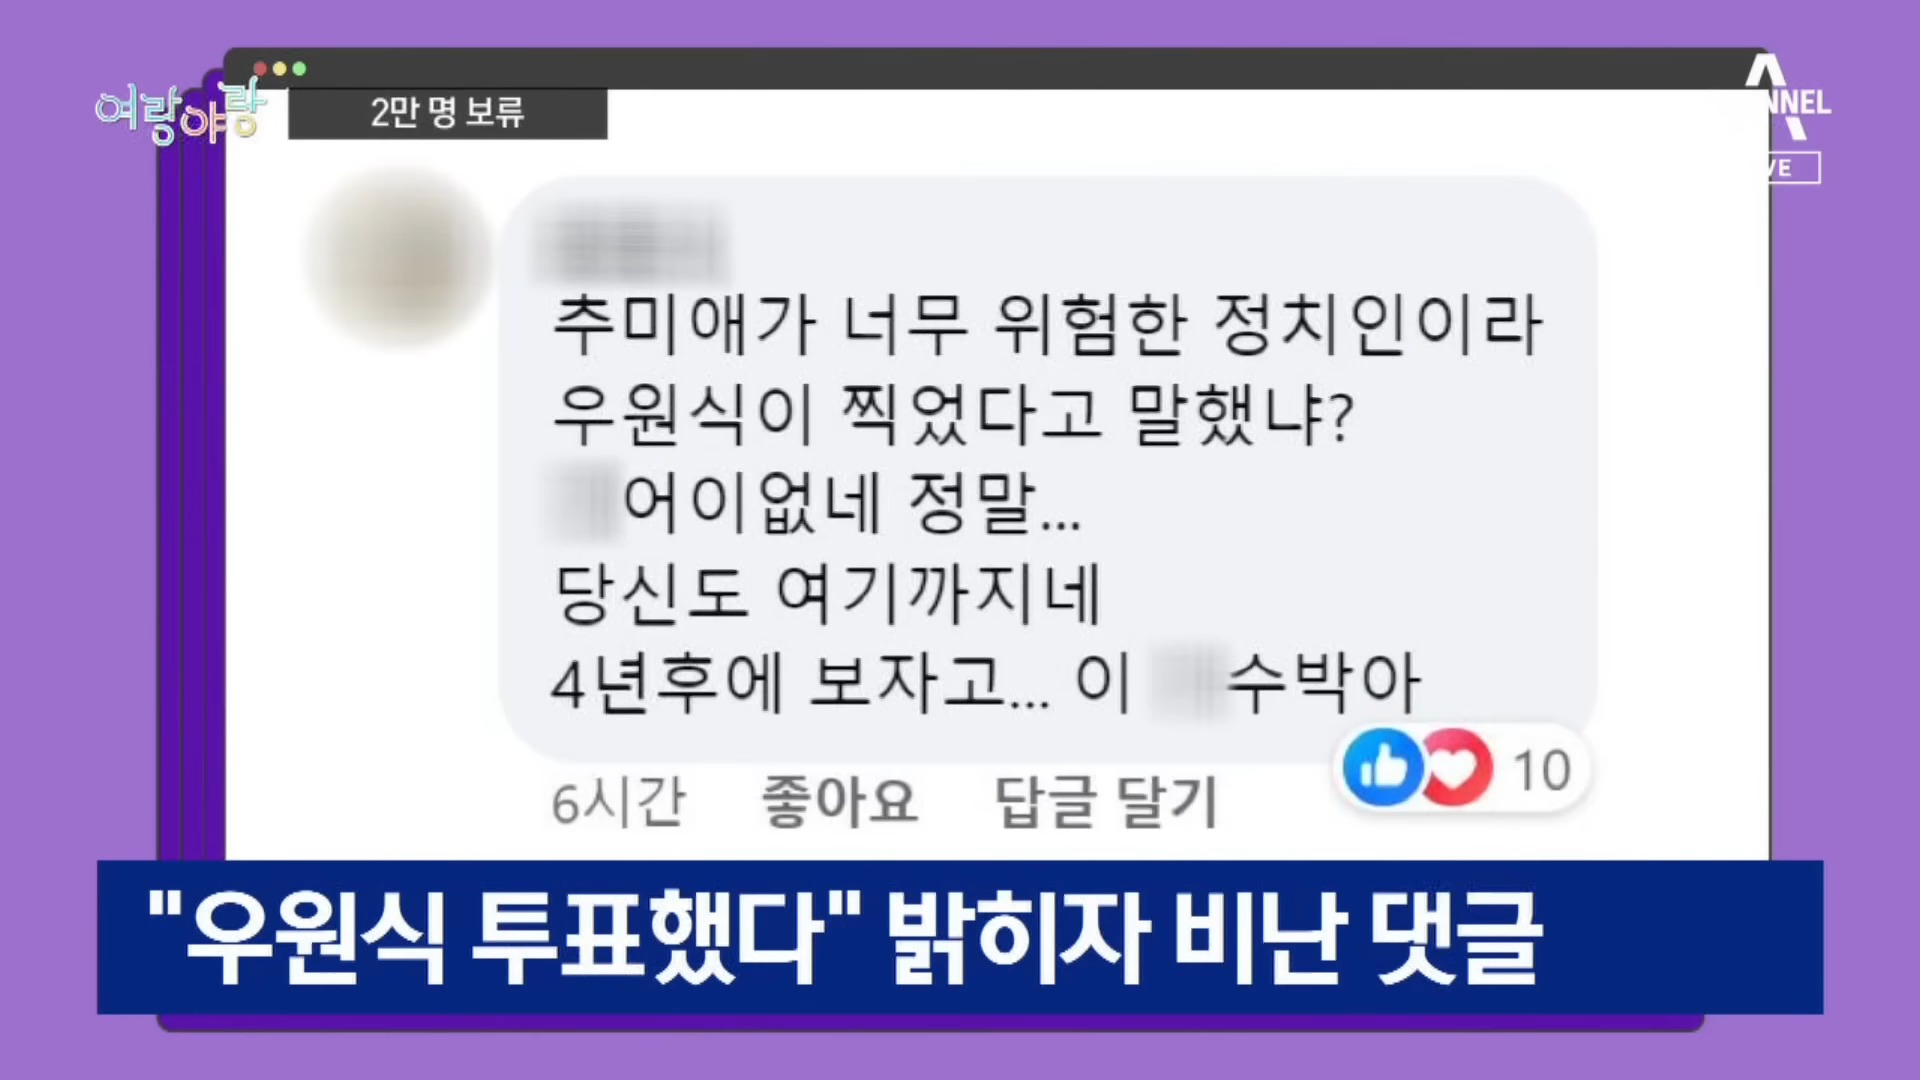 여랑야랑
2만 명 보류
NNEL
VE
추미애가 너무 위험한 정치인이라
우원식이 찍었다고 말했냐?
어이없네 정말...
당신도 여기까지네
4년후에 보자고... 이 수박아
6시간 좋아요 답글 달기 10
"우원식 투표했다" 밝히자 비난 댓글